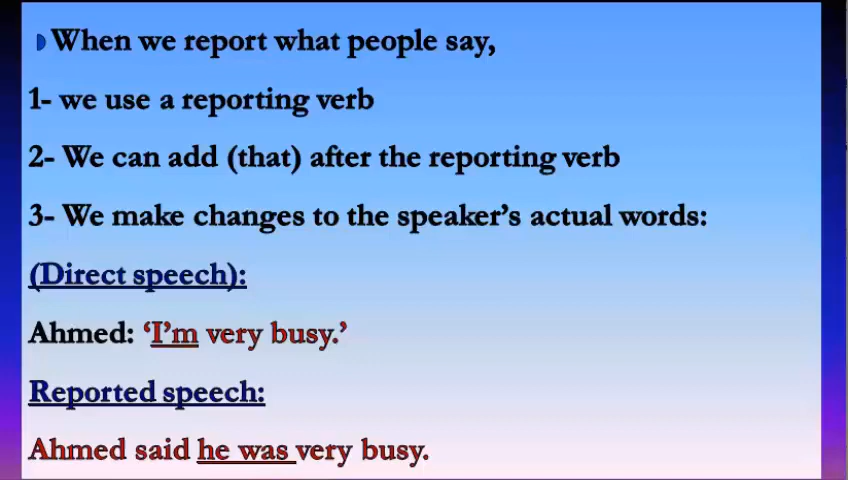 When we report what people say,
1- we use a reporting verb
2- We can add (that) after the reporting verb
3- We make changes to the speaker’s actual words:
(Direct speech):
Ahmed: ‘I’m very busy.’
Reported speech:
Ahmed said he was very busy.